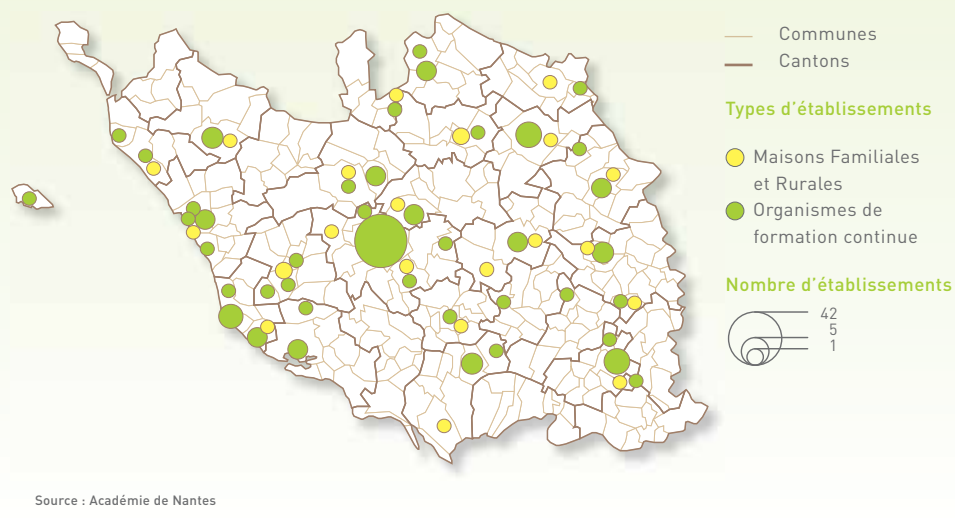 Communes
Cantons
Types d'établissements
Maisons Familiales
et Rurales
Organismes de
formation continue
Nombre d'établissements
42
5
1
Source : Académie de Nantes